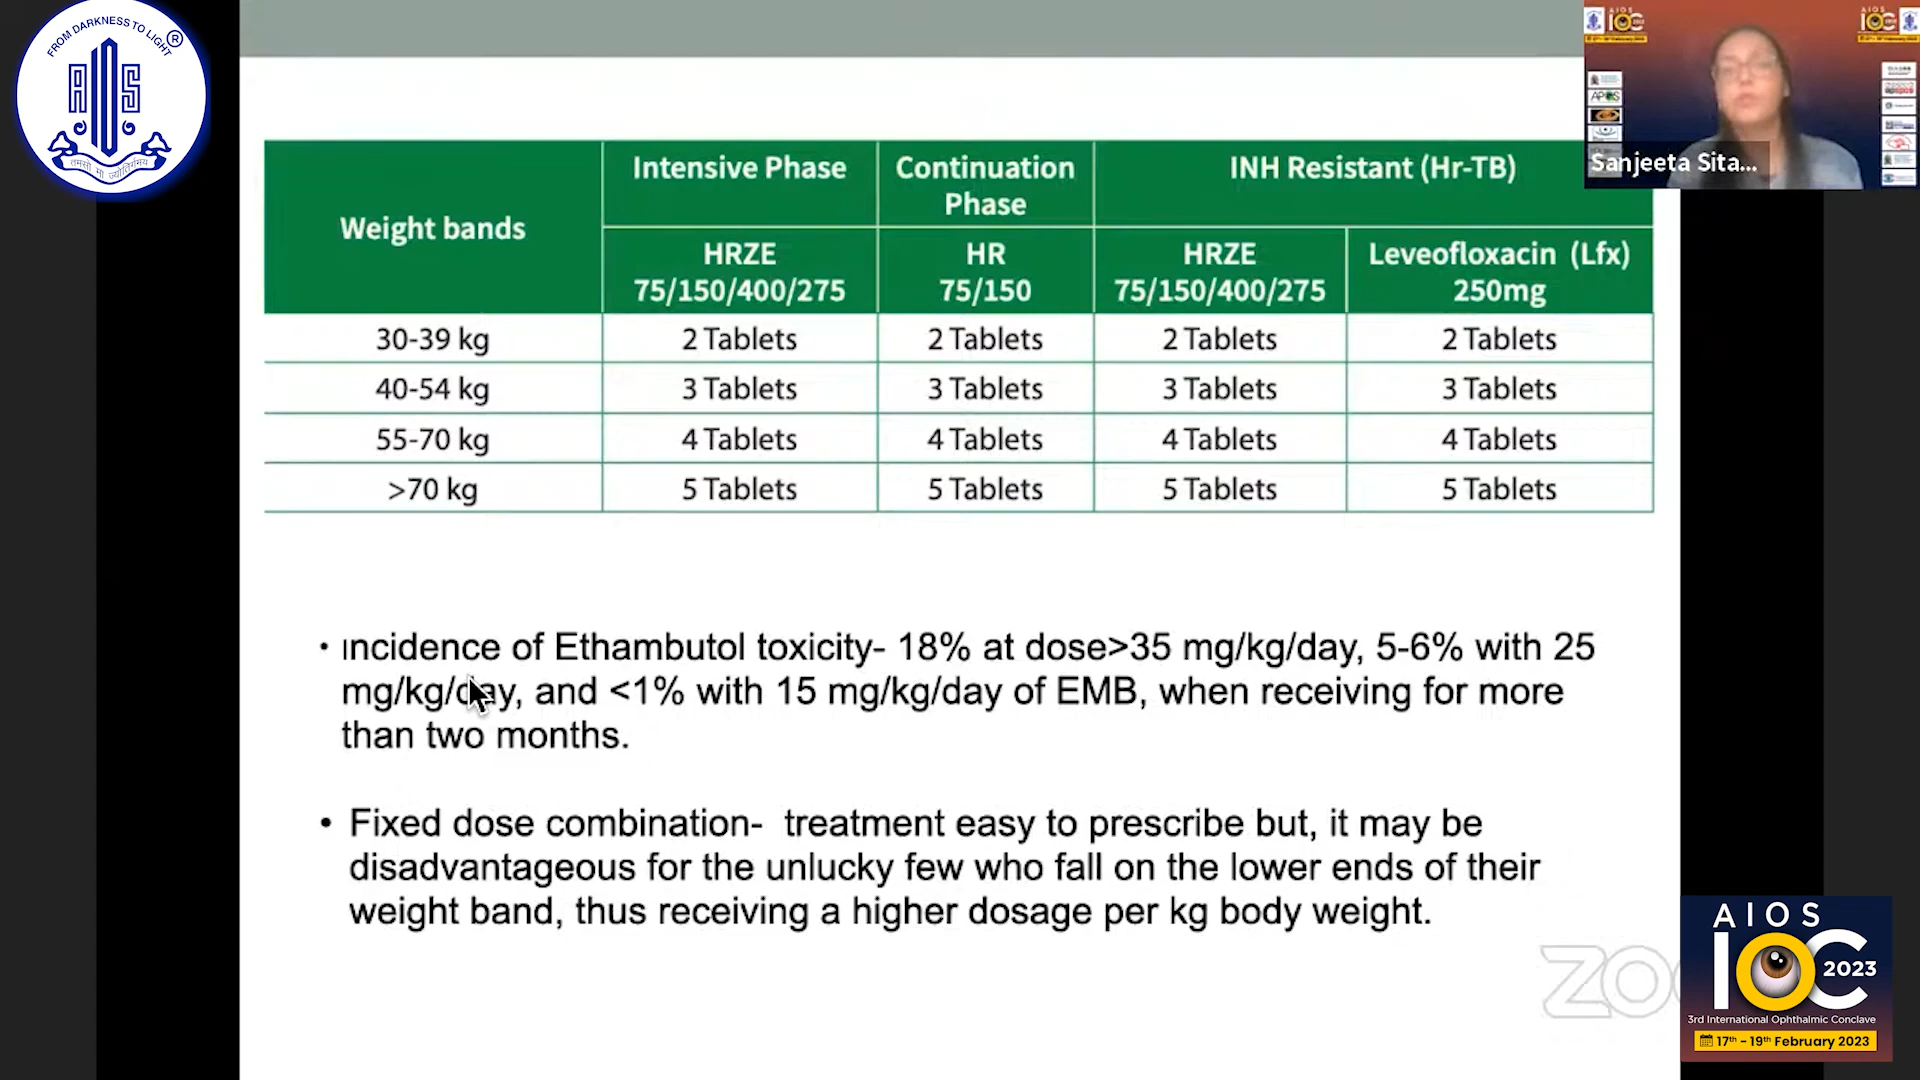 FROM DARKNESS TO LIGHT
®
AIOS
तमसो मा ज्योतिर्गमय
Weight bands
Intensive Phase
Continuation
Phase
INH Resistant (Hr-TB)
HRZE
75/150/400/275
HR
75/150
HRZE
75/150/400/275
Leveofloxacin (Lfx)
250mg
30-39 kg 2 Tablets 2 Tablets 2 Tablets 2 Tablets
40-54 kg 3 Tablets 3 Tablets 3 Tablets 3 Tablets
55-70 kg 4 Tablets 4 Tablets 4 Tablets 4 Tablets
>70 kg 5 Tablets 5 Tablets 5 Tablets 5 Tablets
• Incidence of Ethambutol toxicity- 18% at dose>35 mg/kg/day, 5-6% with 25
mg/kg/day, and <1% with 15 mg/kg/day of EMB, when receiving for more
than two months.
• Fixed dose combination- treatment easy to prescribe but, it may be
disadvantageous for the unlucky few who fall on the lower ends of their
weight band, thus receiving a higher dosage per kg body weight.
AIOS
IOC
AIOS
IOC
APOS
Sanjeeta Sita...
ZO
AIOS
IOC 2023
3rd International Ophthalmic Conclave
17th - 19th February 2023